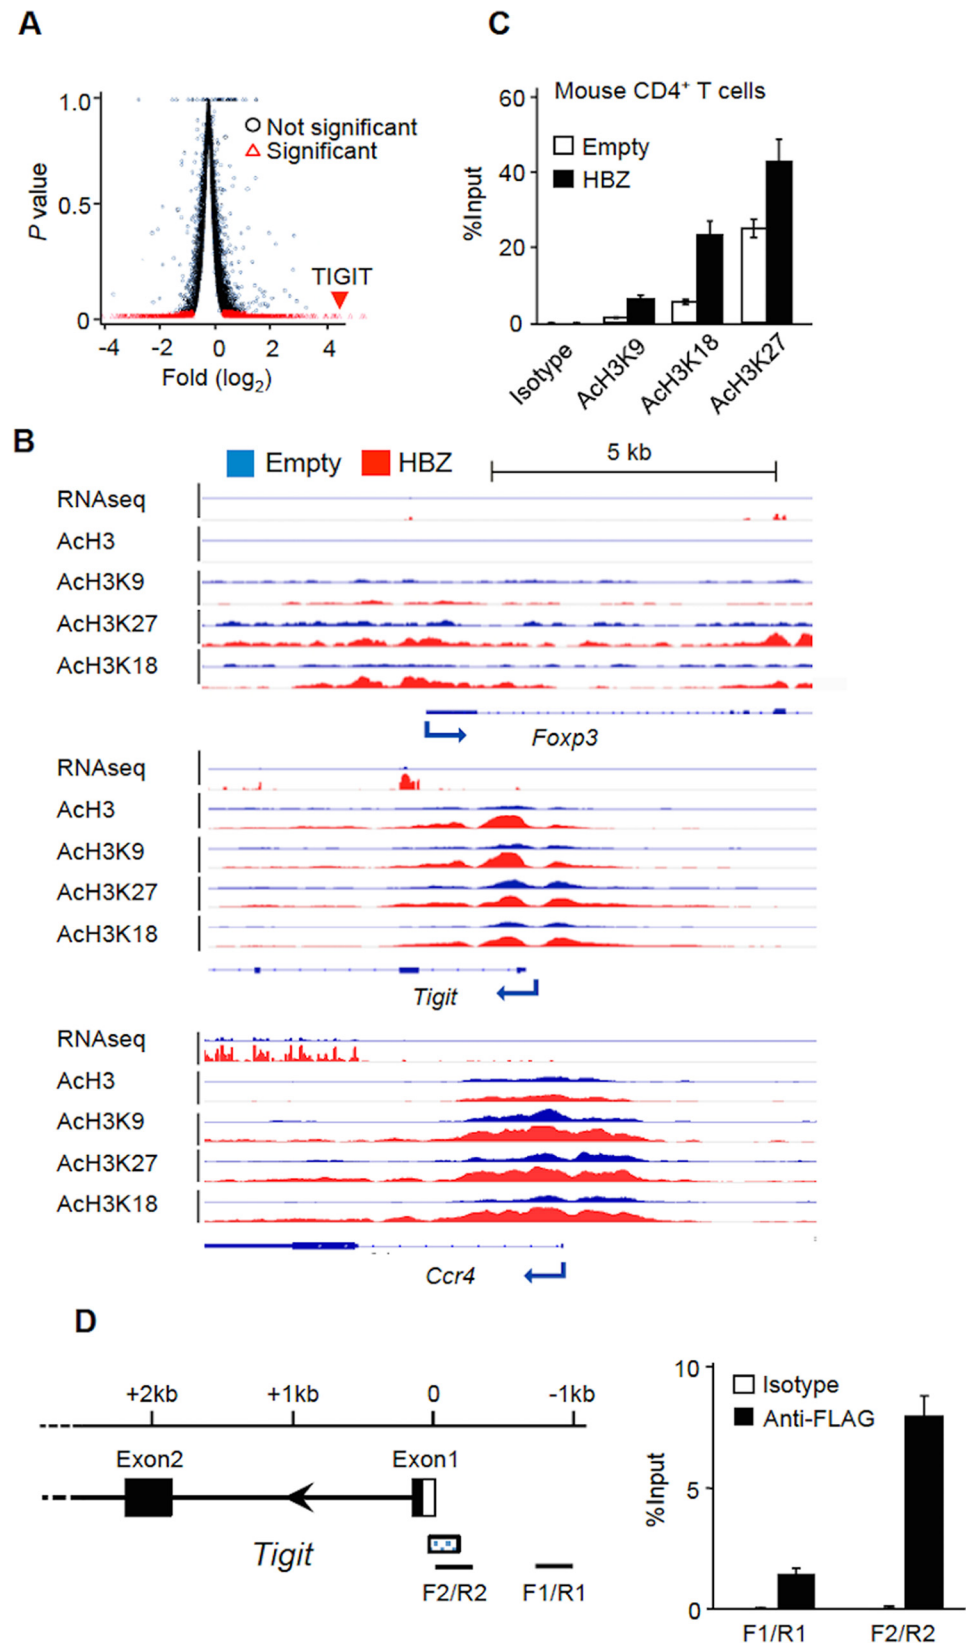 A
P value
1.0
0.5
0
Not significant
Significant
TIGIT
-4 -2 0 2 4
Fold (log2)
C
Mouse CD4+ T cells
Empty
HBZ
%Input
60
40
20
0
Isotype
AcH3K9
AcH3K18
AcH3K27
B
Empty HBZ
5 kb
RNAseq
AcH3
AcH3K9
AcH3K27
AcH3K18
Foxp3
RNAseq
AcH3
AcH3K9
AcH3K27
AcH3K18
Tigit
RNAseq
AcH3
AcH3K9
AcH3K27
AcH3K18
Ccr4
D
+2kb +1kb 0 -1kb
Exon2 Exon1
Tigit
F2/R2 F1/R1
%Input
10
5
0
Isotype
Anti-FLAG
F1/R1 F2/R2